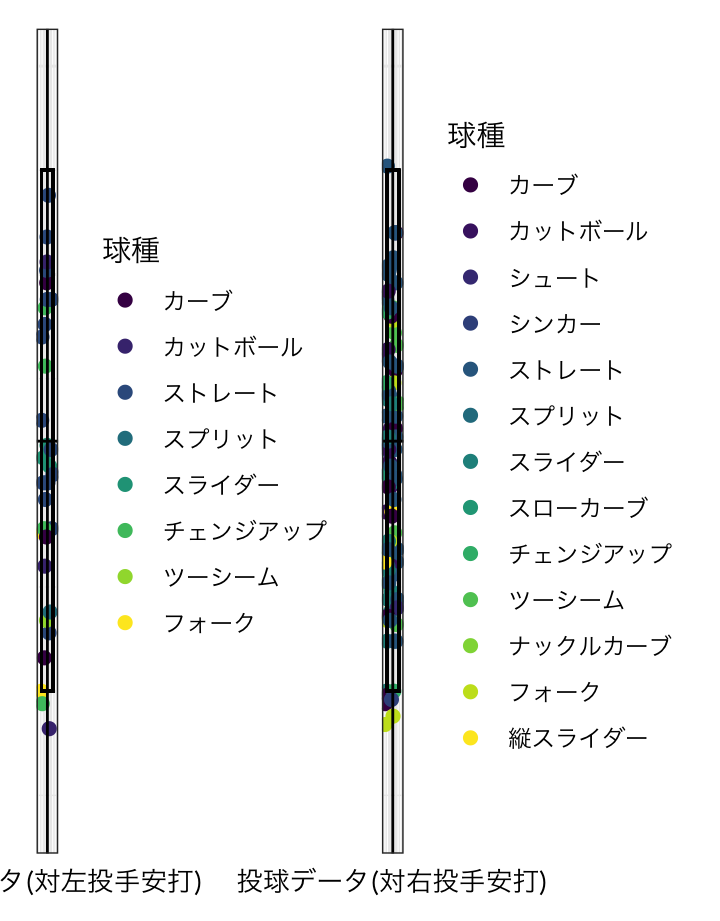 球種
カーブ
カットボール
ストレート
スプリット
スライダー
チェンジアップ
ツーシーム
フォーク
タ(対左投手安打)
球種
カーブ
カットボール
シュート
シンカー
ストレート
スプリット
スライダー
スローカーブ
チェンジアップ
ツーシーム
ナックルカーブ
フォーク
縦スライダー
投球データ(対右投手安打)